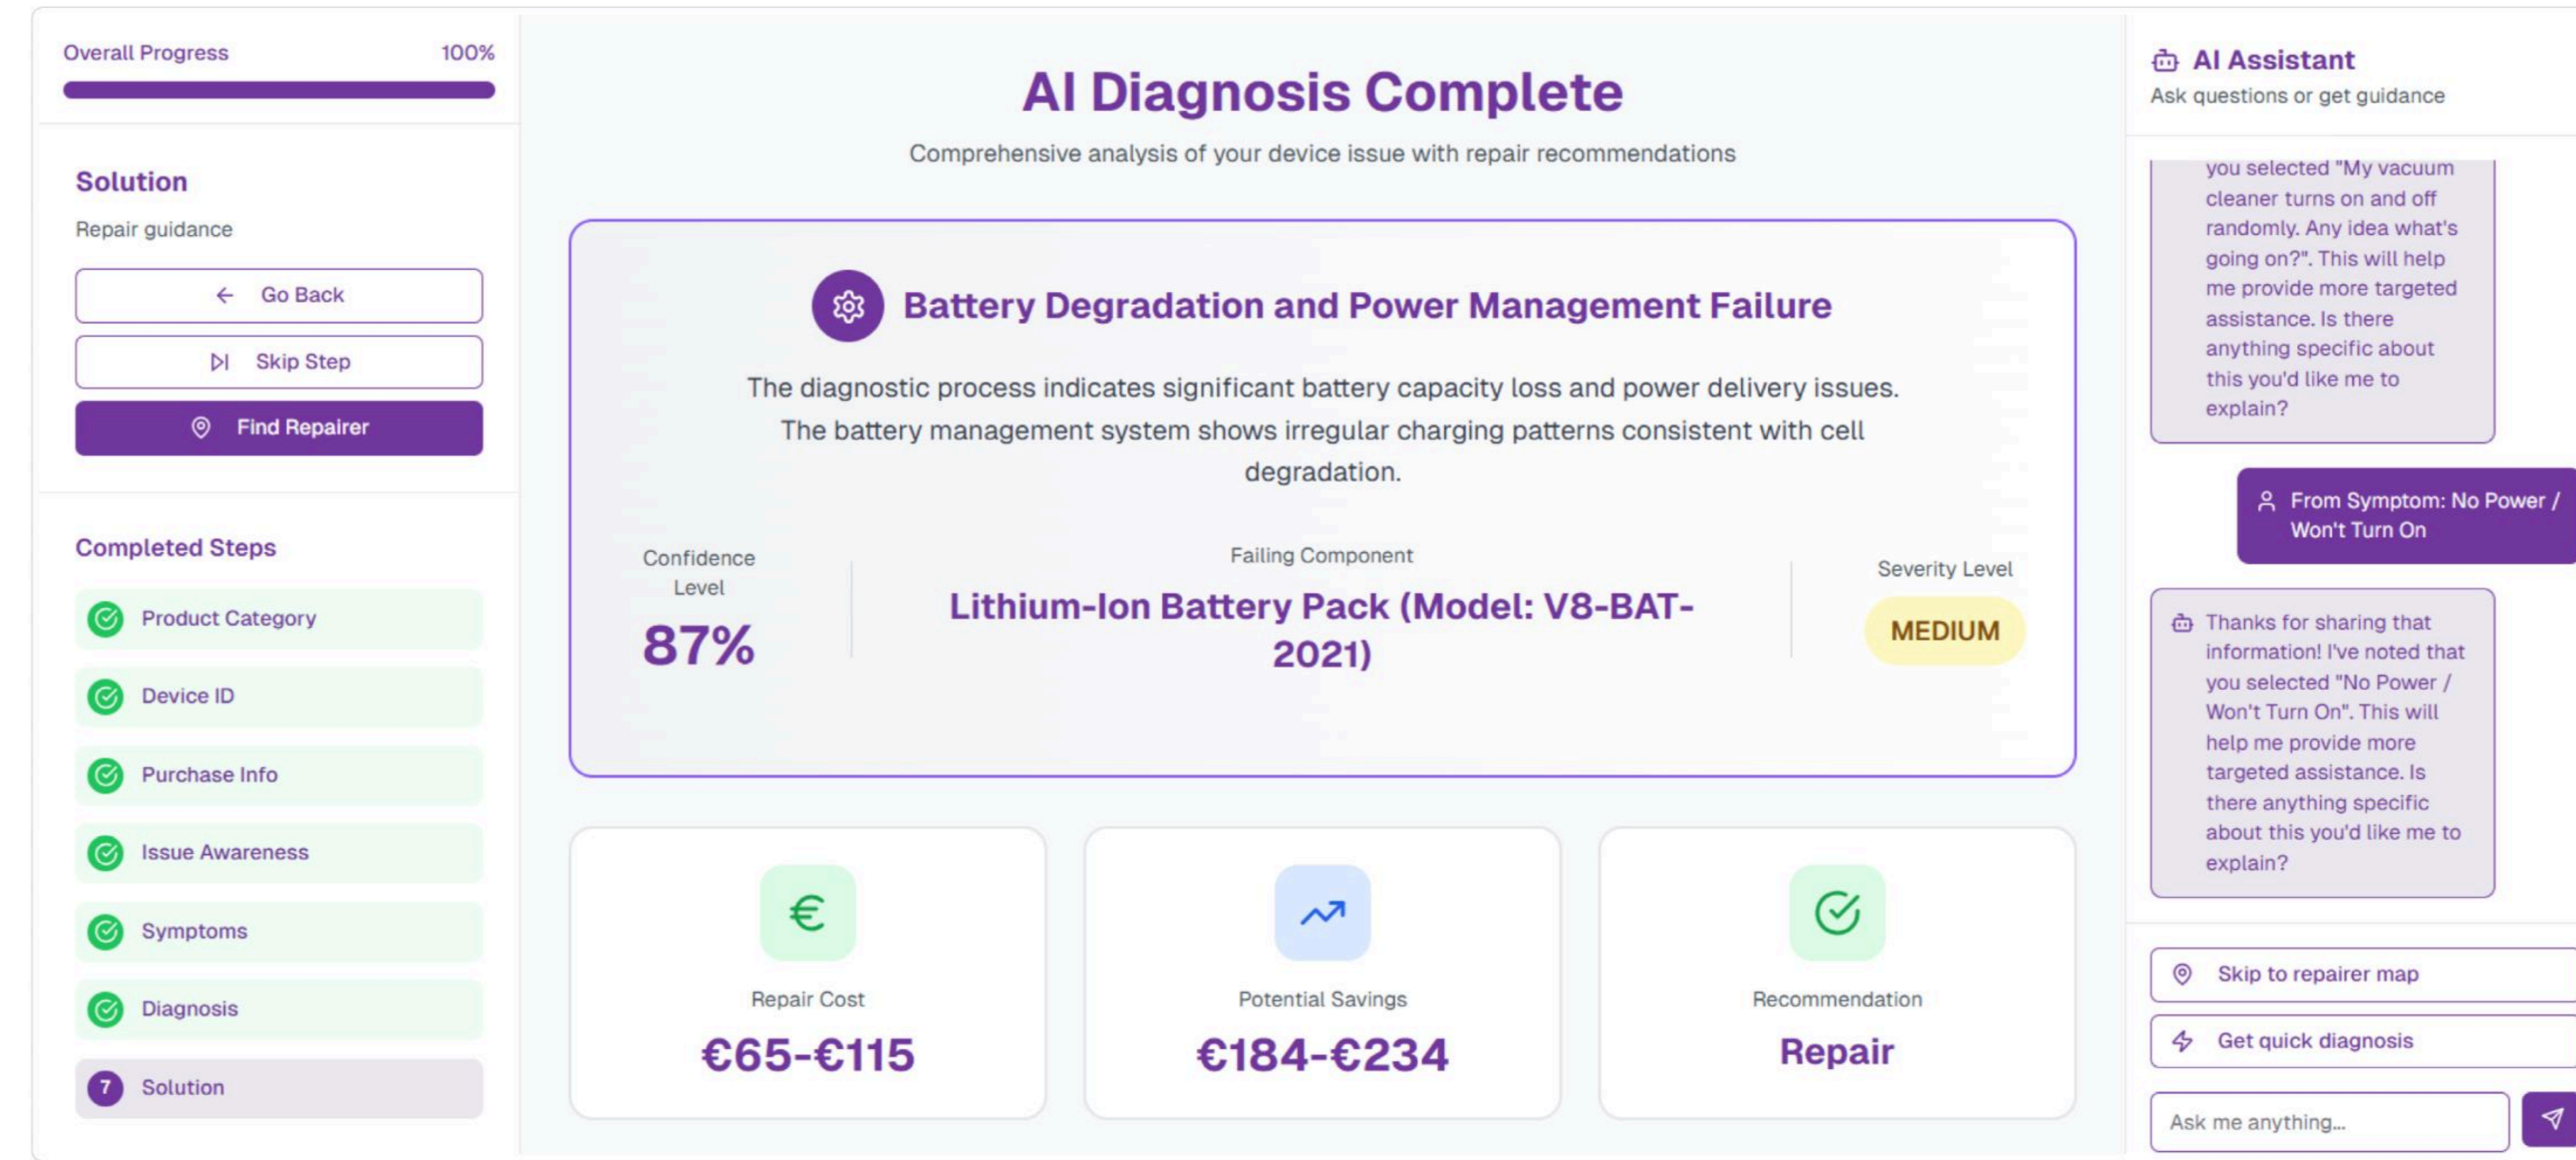 Overall Progress 100%
Solution
Repair guidance
Go Back
Skip Step
Find Repairer
Completed Steps
Product Category
Device ID
Purchase Info
Issue Awareness
Symptoms
Diagnosis
7 Solution
AI Diagnosis Complete
Comprehensive analysis of your device issue with repair recommendations
Battery Degradation and Power Management Failure
The diagnostic process indicates significant battery capacity loss and power delivery issues.
The battery management system shows irregular charging patterns consistent with cell
degradation.
Confidence
Level
87%
Failing Component
Lithium-Ion Battery Pack (Model: V8-BAT-
2021)
Severity Level
MEDIUM
€
Repair Cost
€65-€115
Potential Savings
€184-€234
Recommendation
Repair
AI Assistant
Ask questions or get guidance
you selected "My vacuum
cleaner turns on and off
randomly. Any idea what's
going on?". This will help
me provide more targeted
assistance. Is there
anything specific about
this you'd like me to
explain?
From Symptom: No Power /
Won't Turn On
Thanks for sharing that
information! I've noted that
you selected "No Power /
Won't Turn On". This will
help me provide more
targeted assistance. Is
there anything specific
about this you'd like me to
explain?
Skip to repairer map
Get quick diagnosis
Ask me anything...